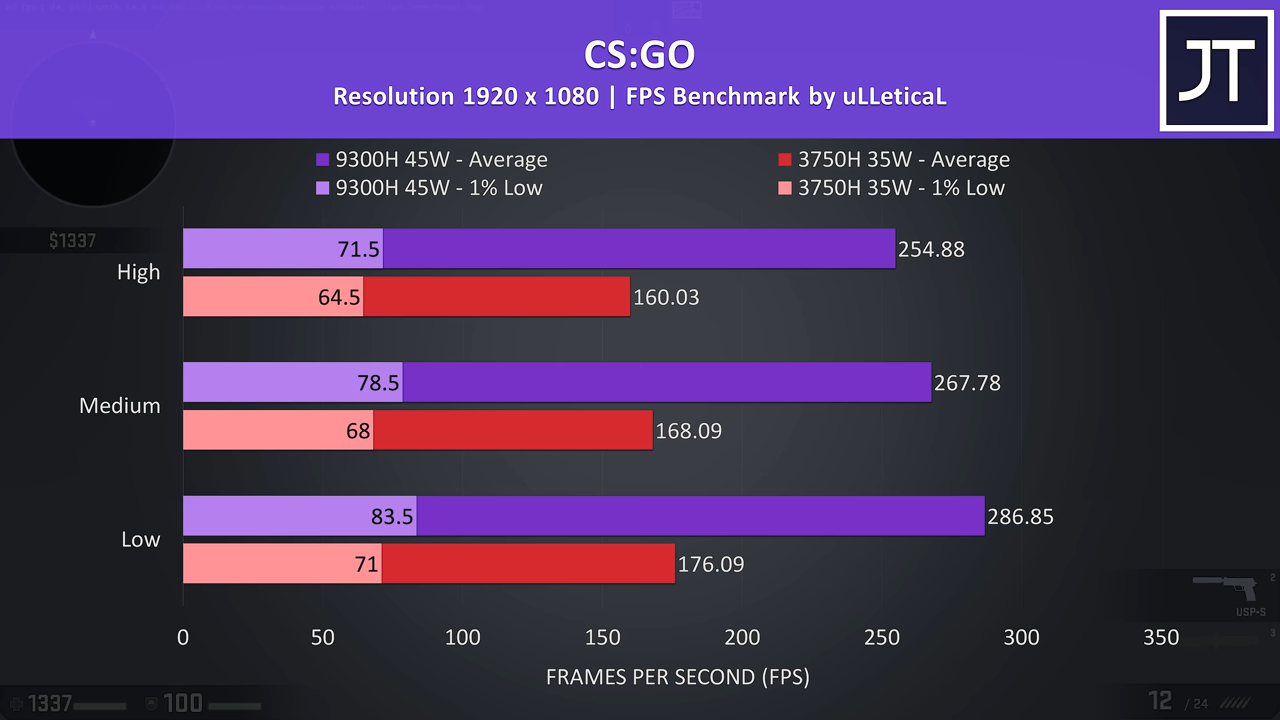 CS:GO
Resolution 1920 x 1080 | FPS Benchmark by uLLeticaL
JT
9300H 45W - Average
3750H 35W - Average
9300H 45W - 1% Low
3750H 35W - 1% Low
$1337
High
71.5
254.88
64.5
160.03
Medium
78.5
267.78
68
168.09
Low
83.5
286.85
71
176.09
2
USP-S
3
0
50
100
150
200
250
300
350
FRAMES PER SECOND (FPS)
1337
100
12 / 24